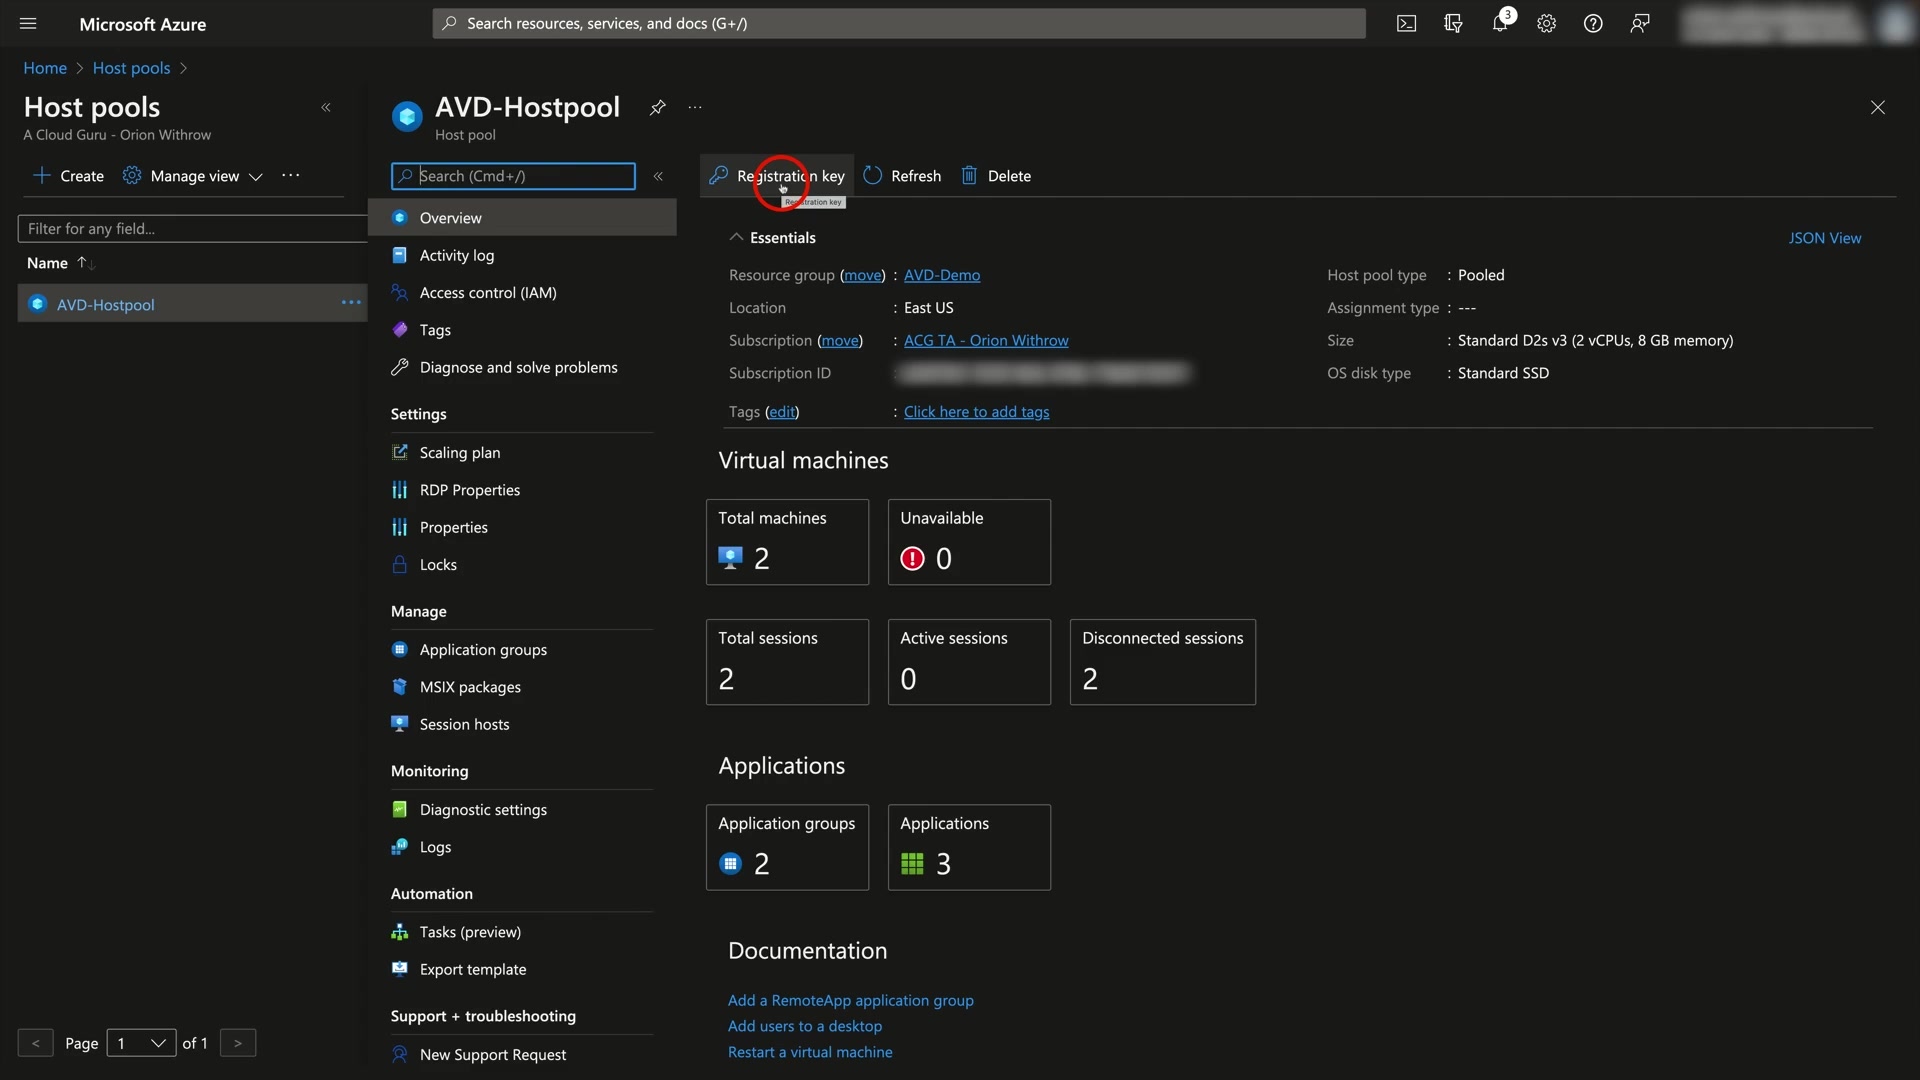 Microsoft Azure
Search resources, services, and docs (G+/)
3
Home > Host pools >
Host pools
A Cloud Guru - Orion Withrow
Create
Manage view
Filter for any field...
Name
AVD-Hostpool
< Page 1 of 1 >
AVD-Hostpool
Host pool
Search (Cmd+/)
Overview
Activity log
Access control (IAM)
Tags
Diagnose and solve problems
Settings
Scaling plan
RDP Properties
Properties
Locks
Manage
Application groups
MSIX packages
Session hosts
Monitoring
Diagnostic settings
Logs
Automation
Tasks (preview)
Export template
Support + troubleshooting
New Support Request
Registration key
Refresh
Delete
Registration key
Essentials
JSON View
Resource group (move) : AVD-Demo
Location : East US
Subscription (move) : ACG TA - Orion Withrow
Subscription ID :
Tags (edit) : Click here to add tags
Host pool type : Pooled
Assignment type : ---
Size : Standard D2s v3 (2 vCPUs, 8 GB memory)
OS disk type : Standard SSD
Virtual machines
Total machines
2
Unavailable
0
Total sessions
2
Active sessions
0
Disconnected sessions
2
Applications
Application groups
2
Applications
3
Documentation
Add a RemoteApp application group
Add users to a desktop
Restart a virtual machine